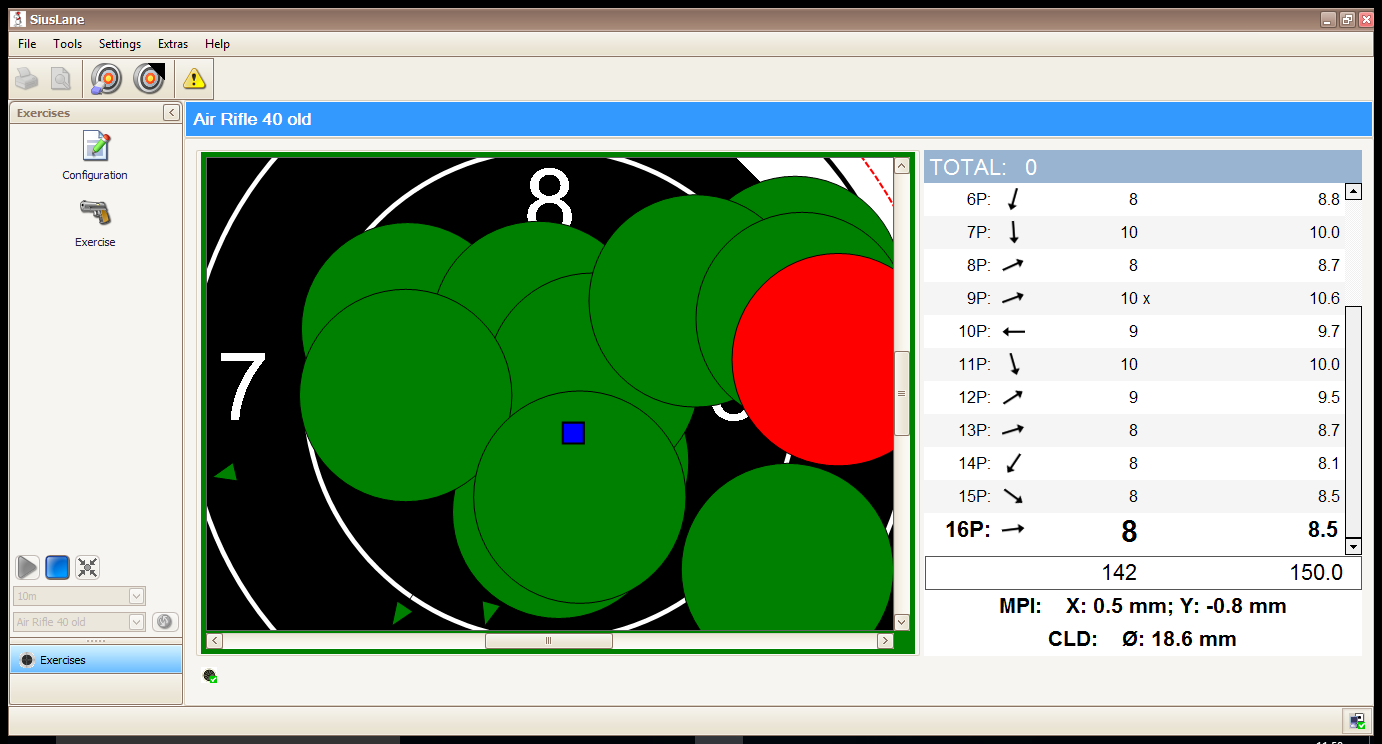 SiusLane
File Tools Settings Extras Help
Exercises
Configuration
Exercise
10m
Air Rifle 40 old
Exercises
Air Rifle 40 old
8
7
TOTAL: 0
6P: 8 8.8
7P: 10 10.0
8P: 8 8.7
9P: 10 x 10.6
10P: 9 9.7
11P: 10 10.0
12P: 9 9.5
13P: 8 8.7
14P: 8 8.1
15P: 8 8.5
16P: 8 8.5
142 150.0
MPI: X: 0.5 mm; Y: -0.8 mm
CLD: Ø: 18.6 mm